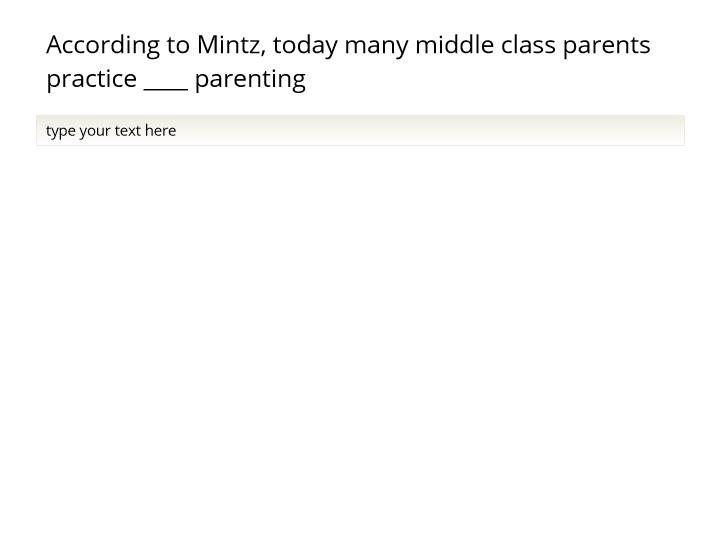 According to Mintz, today many middle class parents
practice ____ parenting
type your text here